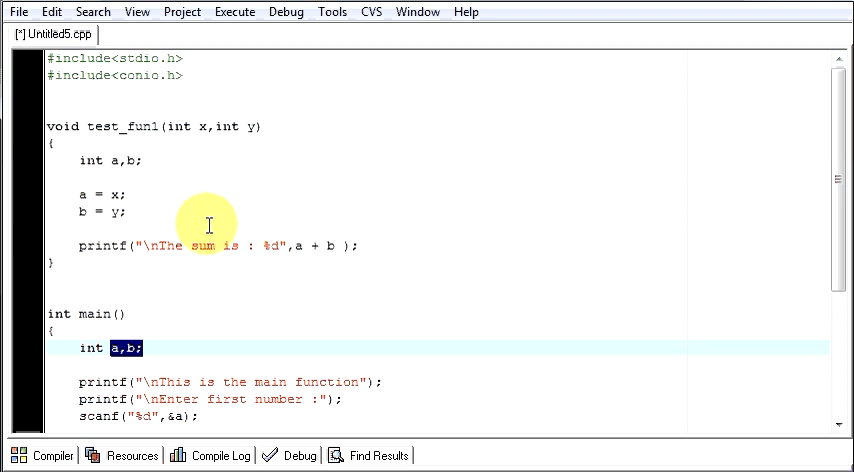 File Edit Search View Project Execute Debug Tools CVS Window Help
[*] Untitled5.cpp
#include<stdio.h>
#include<conio.h>
void test_fun1(int x,int y)
{
int a,b;
a = x;
b = y;
printf("\nThe sum is : %d",a + b );
}
int main()
{
int a,b;
printf("\nThis is the main function");
printf("\nEnter first number :");
scanf("%d",&a);
Compiler Resources Compile Log Debug Find Results